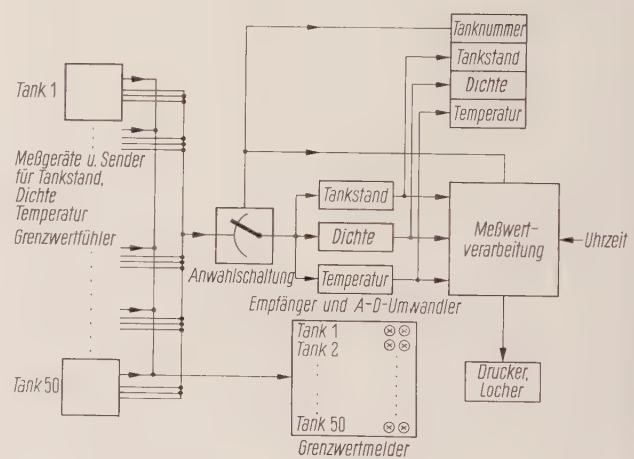 Tank 1
Meßgeräte u. Sender
für Tankstand,
Dichte
Temperatur
Grenzwertfühler
Tank 50
Anwahlschaltung
Tanknummer
Tankstand
Dichte
Temperatur
Tankstand
Dichte
Temperatur
Empfänger und A-D-Umwandler
Meßwert-
verarbeitung
Uhrzeit
Drucker,
Locher
Tank 1
Tank 2
Tank 50
Grenzwertmelder